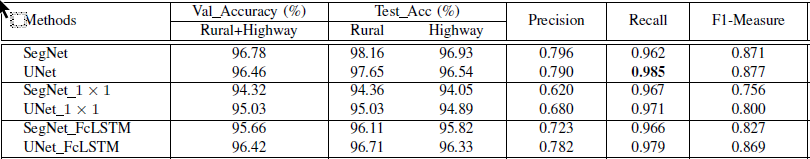 Methods Val_Accuracy (%) Test_Acc (%) Precision Recall F1-Measure
Rural+Highway Rural Highway
SegNet 96.78 98.16 96.93 0.796 0.962 0.871
UNet 96.46 97.65 96.54 0.790 0.985 0.877
SegNet_1 × 1 94.32 94.36 94.05 0.620 0.967 0.756
UNet_1 × 1 95.03 95.03 94.89 0.680 0.971 0.800
SegNet_FcLSTM 95.66 96.11 95.82 0.723 0.966 0.827
UNet_FcLSTM 96.42 96.71 96.33 0.782 0.979 0.869